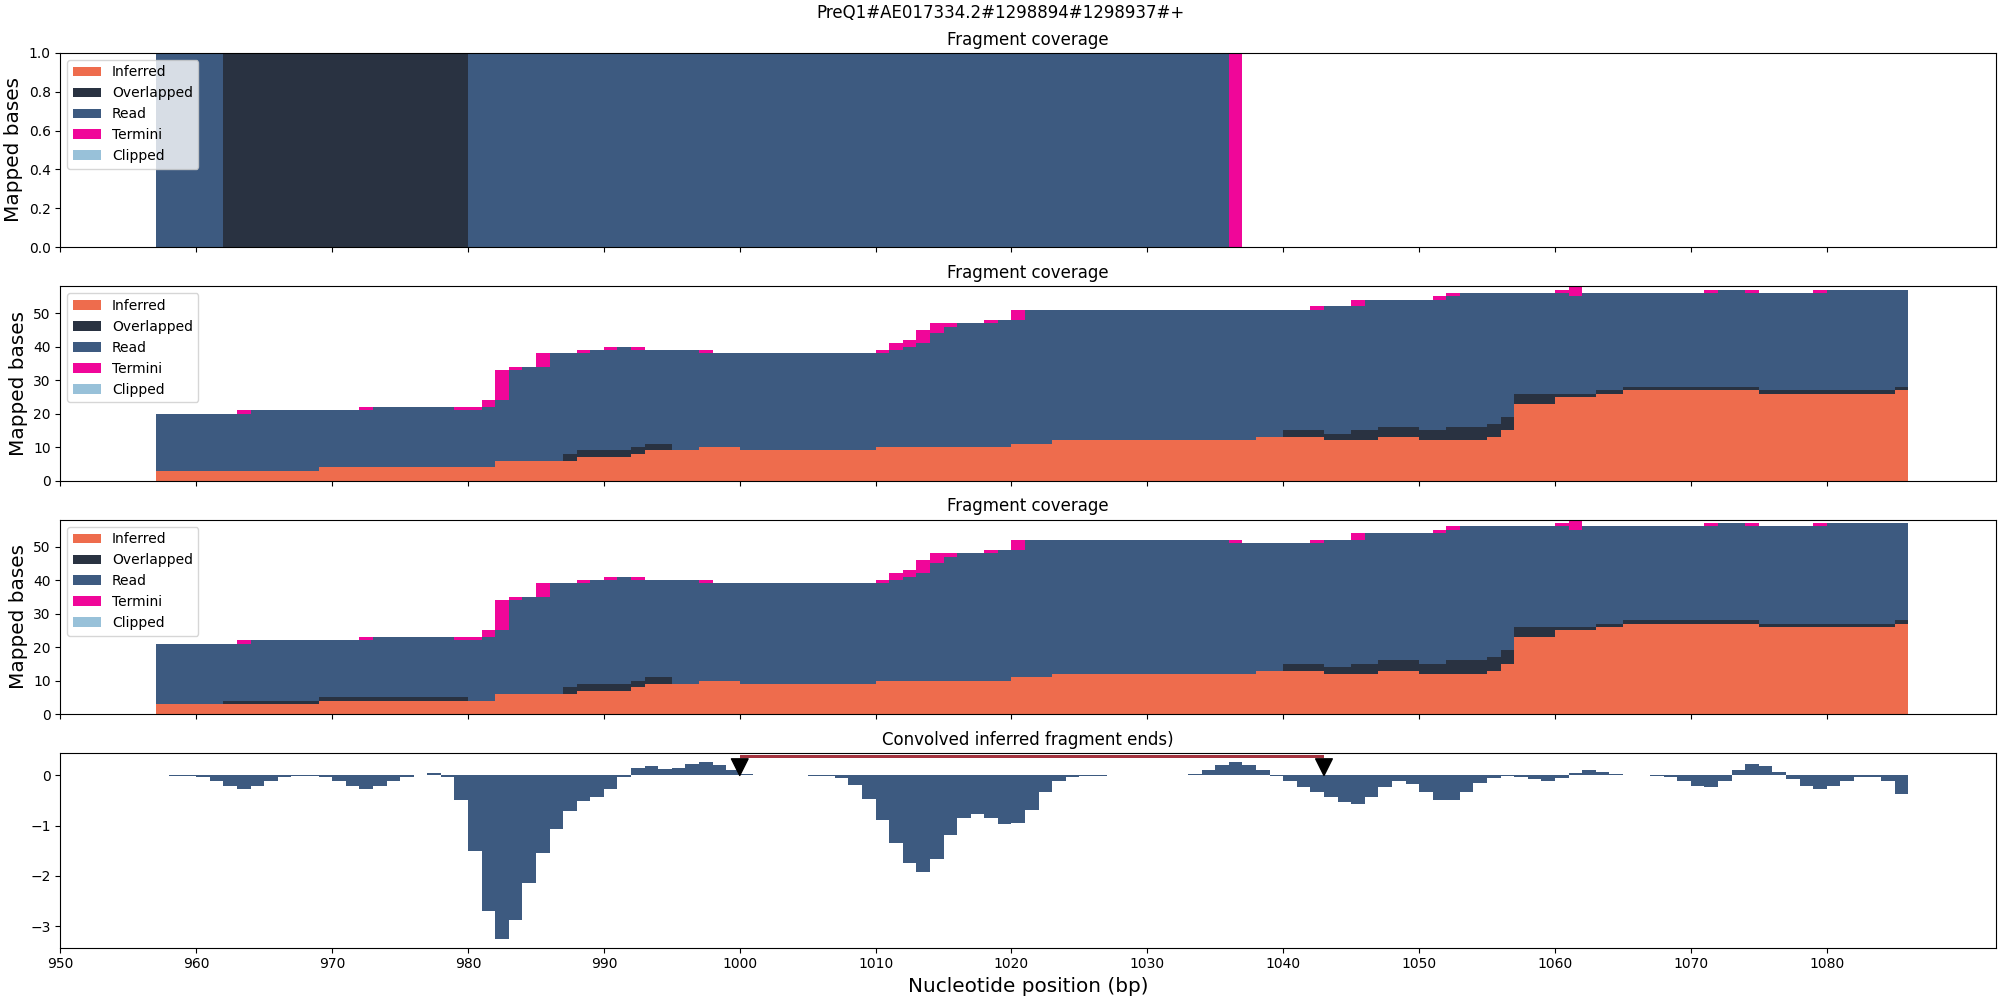 PreQ1#AE017334.2#1298894#1298937#+
Fragment coverage
Mapped bases
1.0
0.8
0.6
0.4
0.2
0.0
Inferred
Overlapped
Read
Termini
Clipped
Fragment coverage
Mapped bases
50
40
30
20
10
0
Inferred
Overlapped
Read
Termini
Clipped
Fragment coverage
Mapped bases
50
40
30
20
10
0
Inferred
Overlapped
Read
Termini
Clipped
Convolved inferred fragment ends)
0
−1
−2
−3
950 960 970 980 990 1000 1010 1020 1030 1040 1050 1060 1070 1080
Nucleotide position (bp)